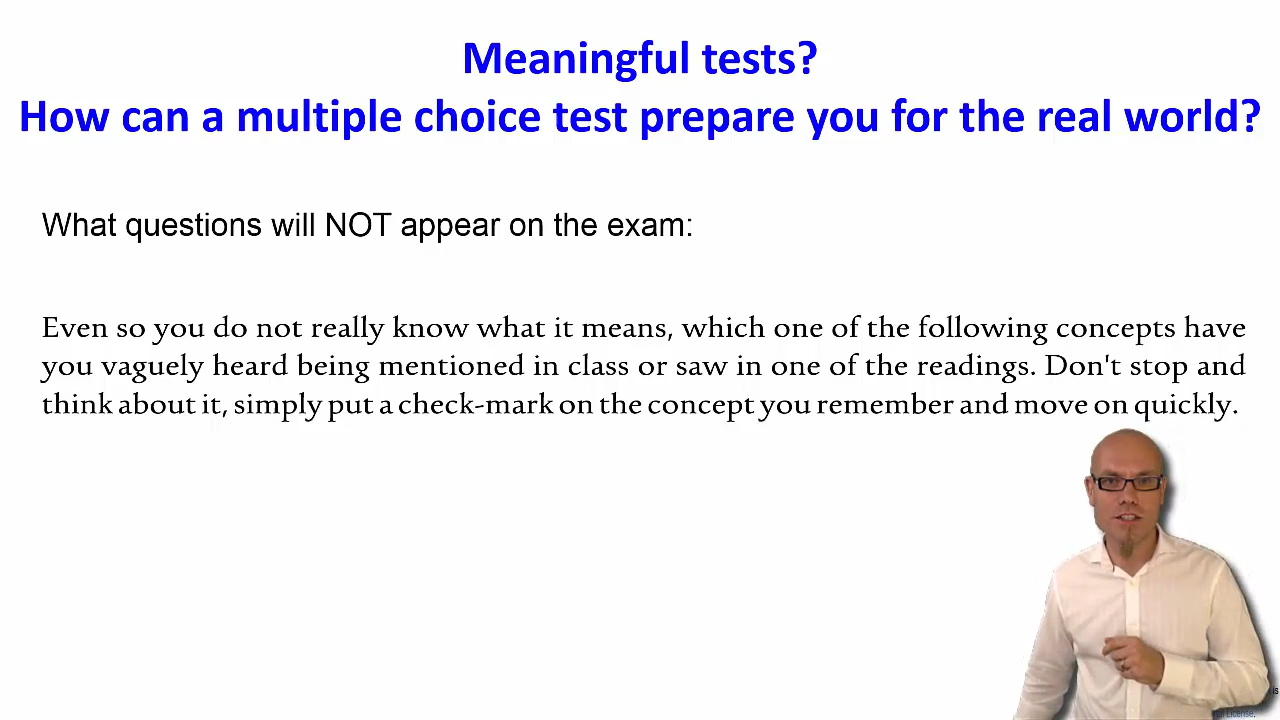 Meaningful tests?
How can a multiple choice test prepare you for the real world?
What questions will NOT appear on the exam:
Even so you do not really know what it means, which one of the following concepts have
you vaguely heard being mentioned in class or saw in one of the readings. Don't stop and
think about it, simply put a check-mark on the concept you remember and move on quickly.
is
License.